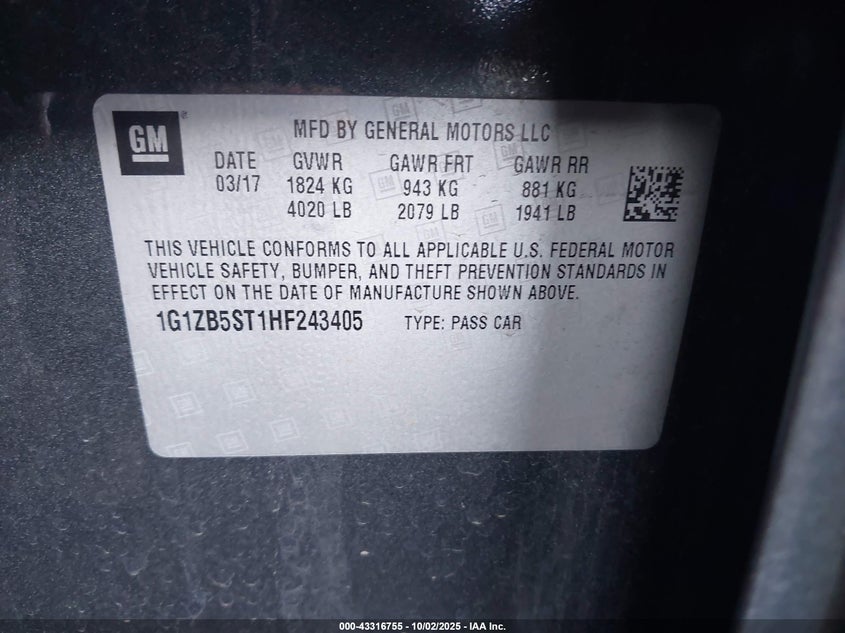 GM
MFD BY GENERAL MOTORS LLC
DATE GVWR GAWR FRT GAWR RR
03/17 1824 KG 943 KG 881 KG
4020 LB 2079 LB 1941 LB
THIS VEHICLE CONFORMS TO ALL APPLICABLE U.S. FEDERAL MOTOR
VEHICLE SAFETY, BUMPER, AND THEFT PREVENTION STANDARDS IN
EFFECT ON THE DATE OF MANUFACTURE SHOWN ABOVE.
1G1ZB5ST1HF243405 TYPE: PASS CAR
000-43316755 - 10/02/2025 - IAA Inc.